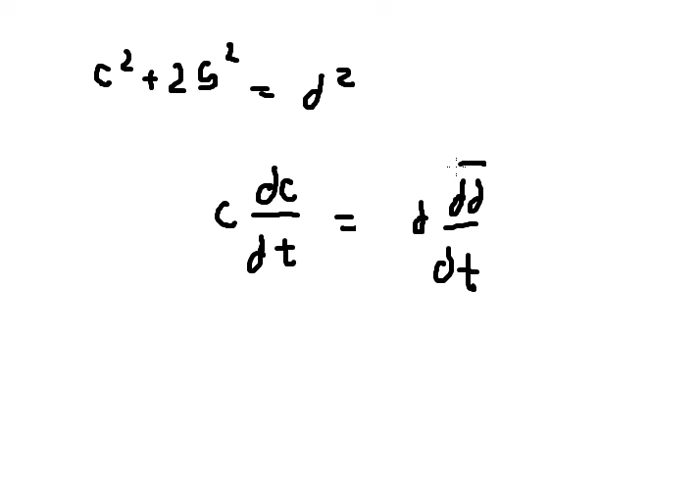 c² + 25² = d²
c dc/dt = d dd/dt